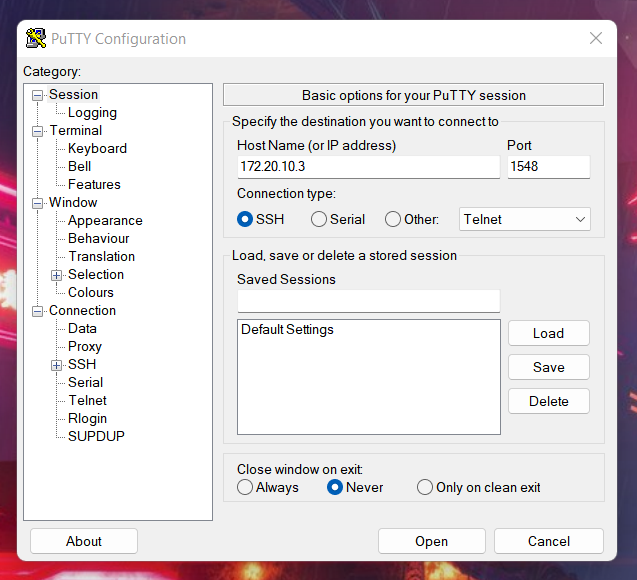 PuTTY Configuration
Category:
Session
Logging
Terminal
Keyboard
Bell
Features
Window
Appearance
Behaviour
Translation
Selection
Colours
Connection
Data
Proxy
SSH
Serial
Telnet
Rlogin
SUPDUP
Basic options for your PuTTY session
Specify the destination you want to connect to
Host Name (or IP address) Port
172.20.10.3 1548
Connection type:
SSH Serial Other: Telnet
Load, save or delete a stored session
Saved Sessions
Default Settings
Load
Save
Delete
Close window on exit:
Always Never Only on clean exit
About Open Cancel